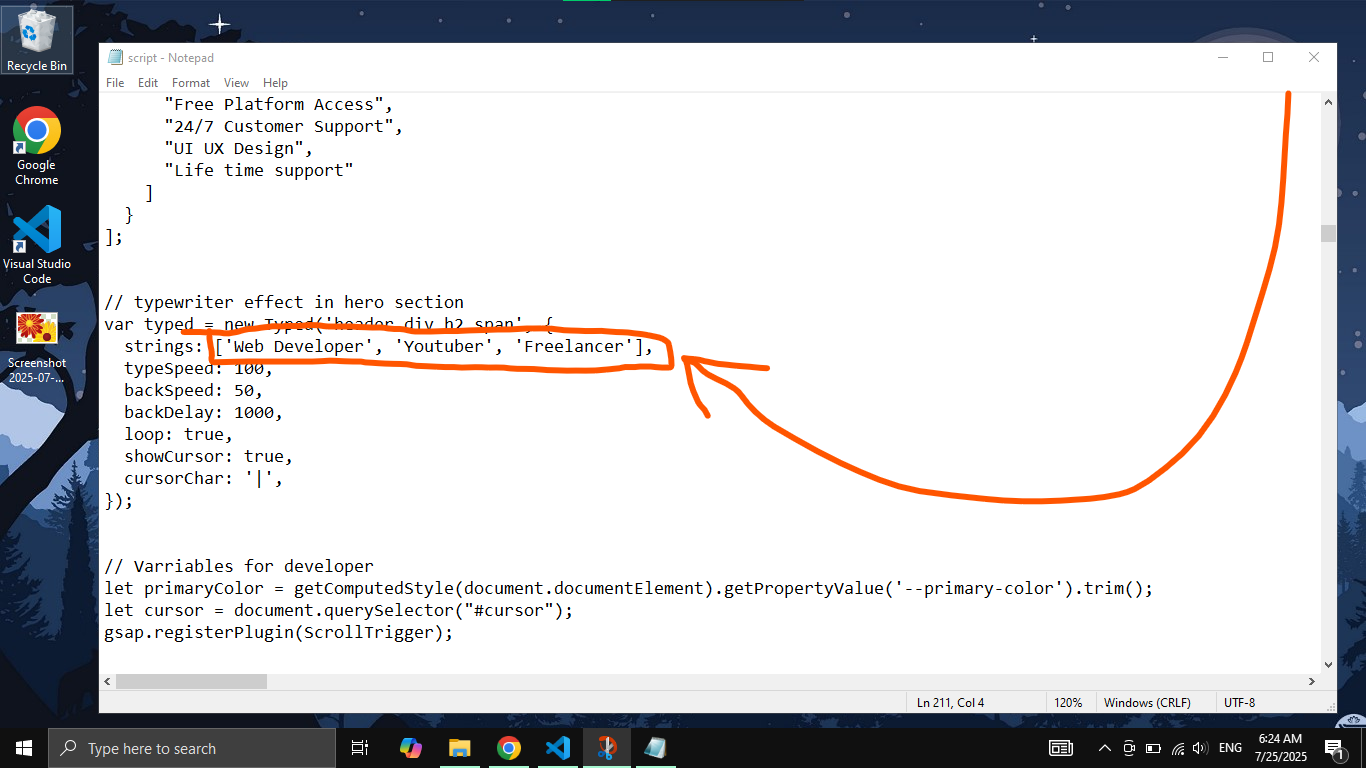 Recycle Bin
Google
Chrome
Visual Studio
Code
Screenshot
2025-07-...
script - Notepad
File Edit Format View Help
"Free Platform Access",
"24/7 Customer Support",
"UI UX Design",
"Life time support"
]
}
];
// typewriter effect in hero section
var typed = new Typed('header div h2 span', {
strings: ['Web Developer', 'Youtuber', 'Freelancer'],
typeSpeed: 100,
backSpeed: 50,
backDelay: 1000,
loop: true,
showCursor: true,
cursorChar: '|',
});
// Varriables for developer
let primaryColor = getComputedStyle(document.documentElement).getPropertyValue('--primary-color').trim();
let cursor = document.querySelector("#cursor");
gsap.registerPlugin(ScrollTrigger);
Ln 211, Col 4 120% Windows (CRLF) UTF-8
Type here to search
ENG
6:24 AM
7/25/2025
1